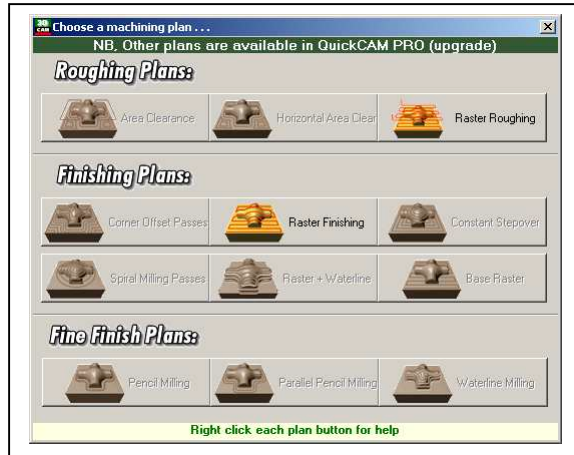 3D
CAM
Choose a machining plan . . .
NB, Other plans are available in QuickCAM PRO (upgrade)
Roughing Plans:
Area Clearance
Horizontal Area Clear
Raster Roughing
Finishing Plans:
Corner Offset Passes
Raster Finishing
Constant Stepover
Spiral Milling Passes
Raster + Waterline
Base Raster
Fine Finish Plans:
Pencil Milling
Parallel Pencil Milling
Waterline Milling
Right click each plan button for help